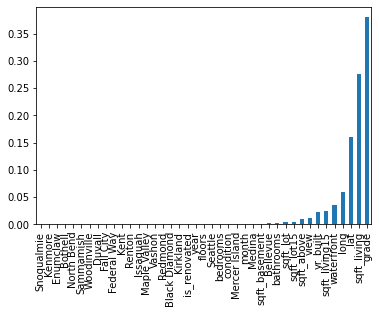 0.35
0.30
0.25
0.20
0.15
0.10
0.05
0.00
Snoqualmie
Kenmore
Enumclaw
Bothell
North Bend
Sammamish
Woodinville
Duvall
Fall City
Federal Way
Kent
Renton
Issaquah
Maple Valley
Vashon
Redmond
Black Diamond
Kirkland
is_renovated
year
floors
Seattle
bedrooms
condition
Mercer Island
month
Medina
sqft_basement
Bellevue
bathrooms
sqft_lot
sqft_lot15
sqft_above
view
yr_built
sqft_living15
waterfront
long
lat
sqft_living
grade